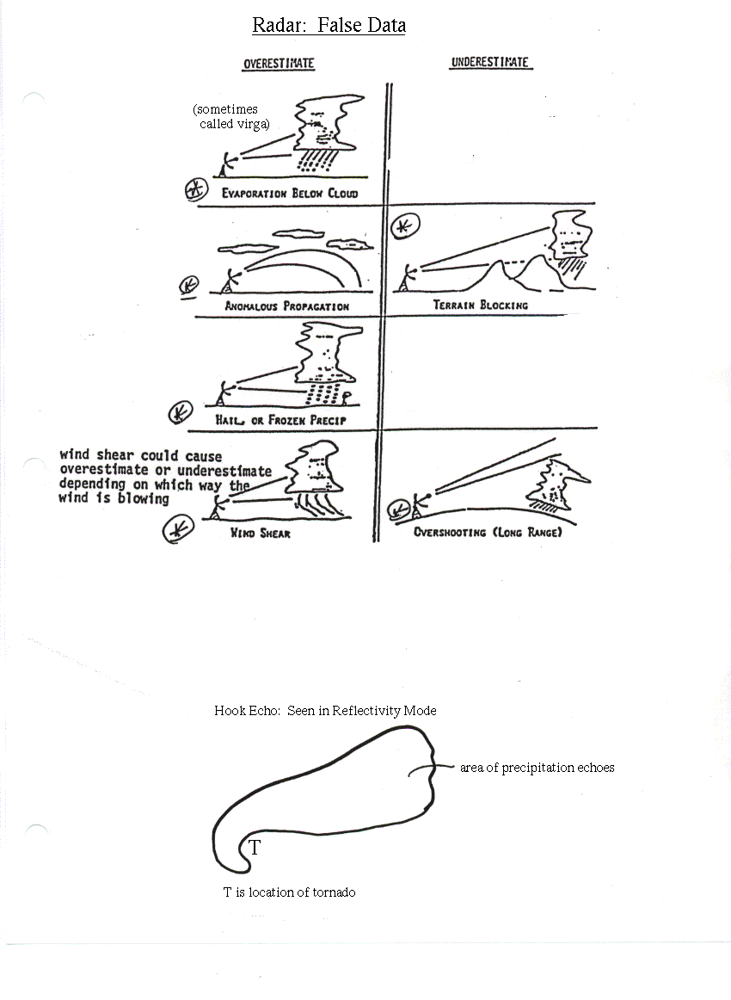 Radar: False Data
OVERESTIMATE
UNDERESTIMATE
(sometimes
called virga)
EVAPORATION BELOW CLOUD
ANOMALOUS PROPAGATION
TERRAIN BLOCKING
HAIL OR FROZEN PRECIP
wind shear could cause
overestimate or underestimate
depending on which way the
wind is blowing
WIND SHEAR
OVERSHOOTING (LONG RANGE)
Hook Echo: Seen in Reflectivity Mode
area of precipitation echoes
T
T is location of tornado